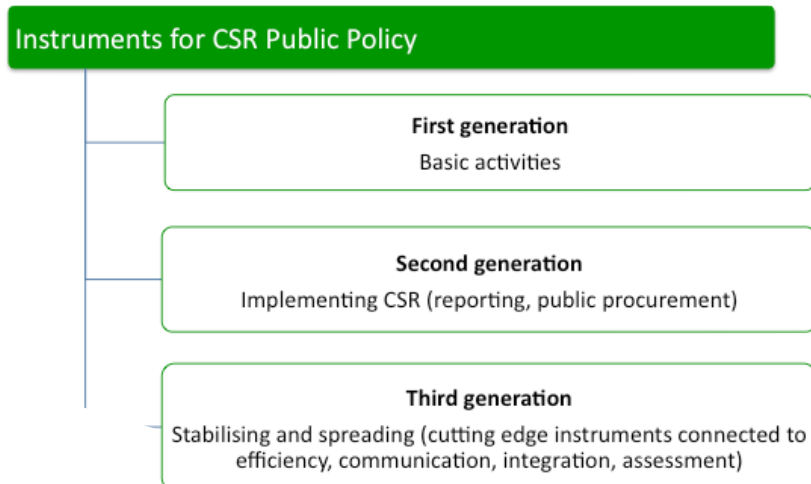 Instruments for CSR Public Policy
First generation
Basic activities
Second generation
Implementing CSR (reporting, public procurement)
Third generation
Stabilising and spreading (cutting edge instruments connected to
efficiency, communication, integration, assessment)